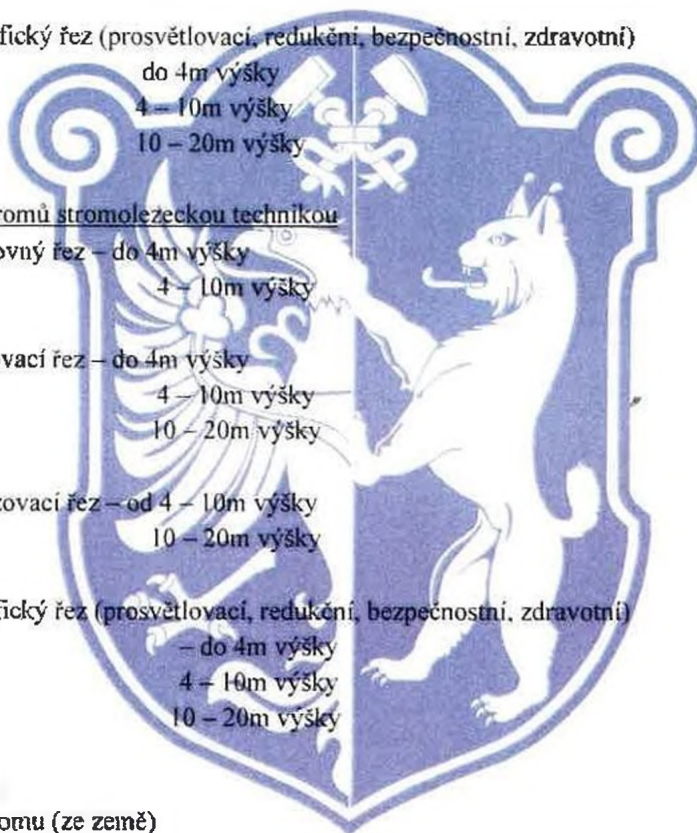 fický řez (prosvětlovací, redukční, bezpečnostní, zdravotní)
do 4m výšky
4 – 10m výšky
10 – 20m výšky
romů stromolezeckou technikou
ovný řez – do 4m výšky
4 – 10m výšky
ovací řez – do 4m výšky
4 – 10m výšky
10 – 20m výšky
zovací řez – od 4 – 10m výšky
10 – 20m výšky
fický řez (prosvětlovací, redukční, bezpečnostní, zdravotní)
– do 4m výšky
4 – 10m výšky
10 – 20m výšky
omu (ze země)